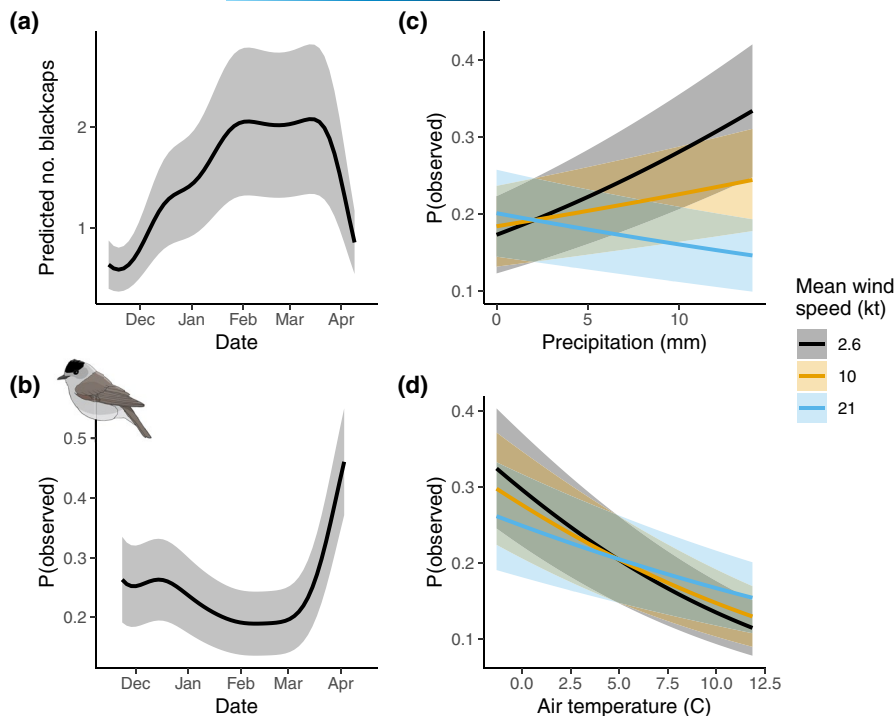 (a)
Predicted no. blackcaps
2
1
Dec Jan Feb Mar Apr
Date
(c)
P(observed)
0.4
0.3
0.2
0.1
0 5 10
Precipitation (mm)
Mean wind
speed (kt)
2.6
10
21
(b)
P(observed)
0.5
0.4
0.3
0.2
Dec Jan Feb Mar Apr
Date
(d)
P(observed)
0.4
0.3
0.2
0.1
0.0 2.5 5.0 7.5 10.0 12.5
Air temperature (C)